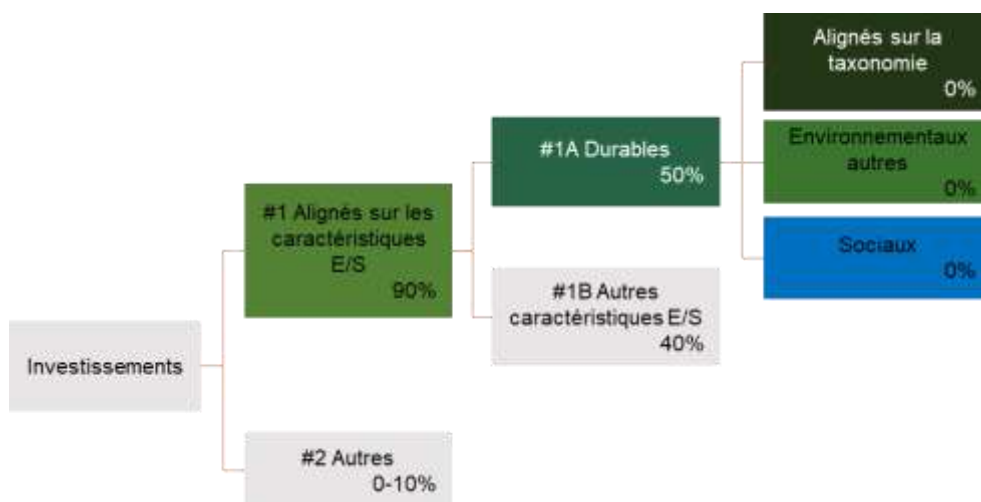 Investissements
#1 Alignés sur les
caractéristiques
E/S
90%
#2 Autres
0-10%
#1A Durables
50%
#1B Autres
caractéristiques E/S
40%
Alignés sur la
taxonomie
0%
Environnementaux
autres
0%
Sociaux
0%